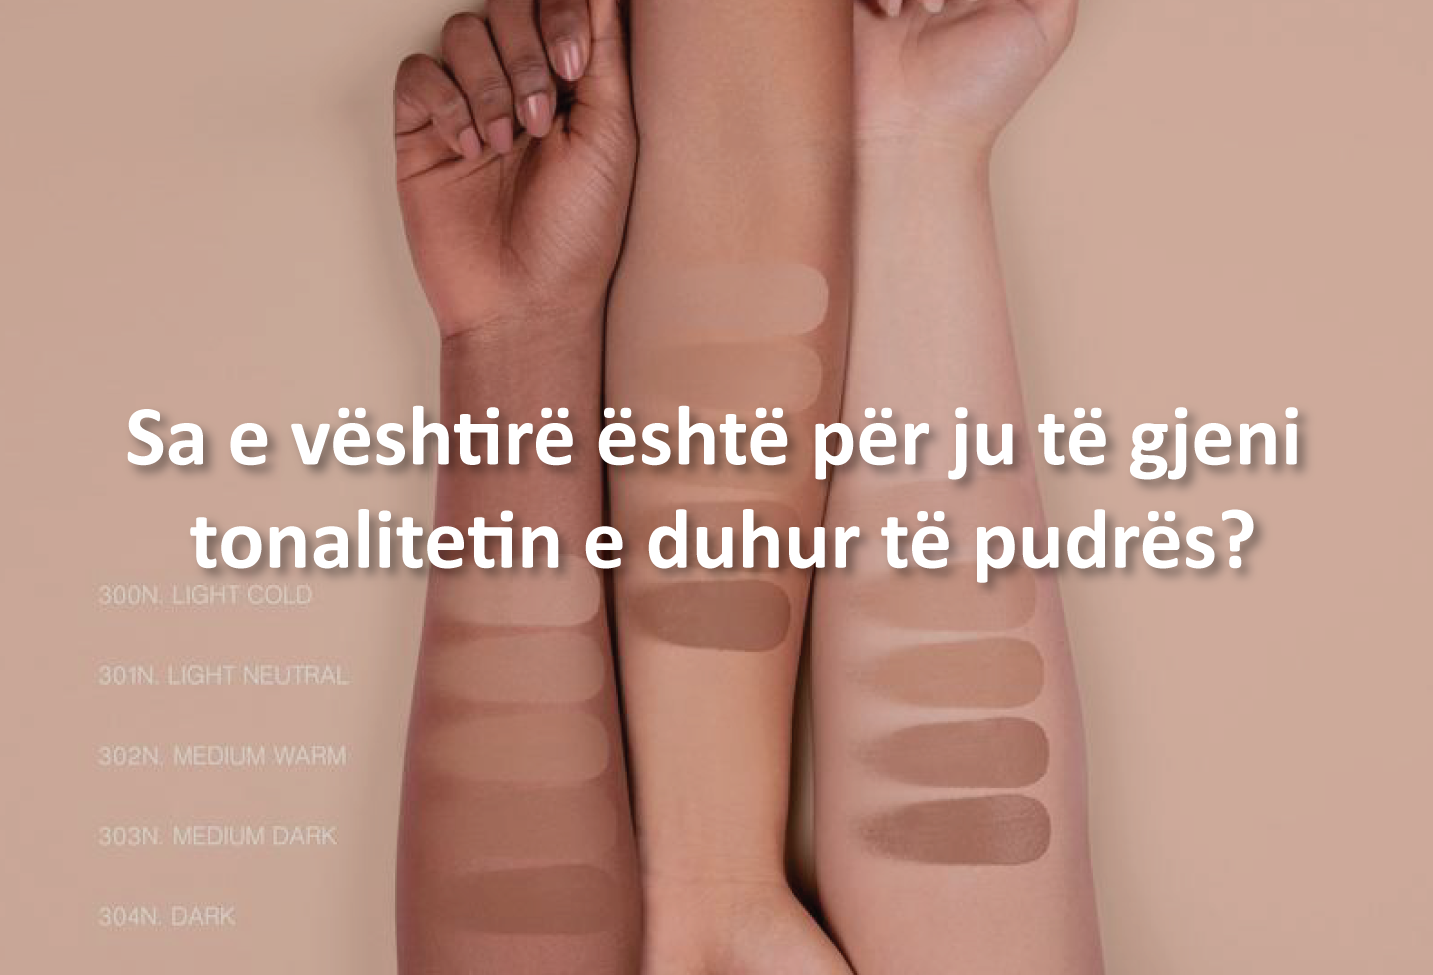 Sa e vështirë është për ju të gjeni
tonalitetin e duhur të pudrës?
300N. LIGHT COLD
301N. LIGHT NEUTRAL
302N. MEDIUM WARM
303N. MEDIUM DARK
304N. DARK